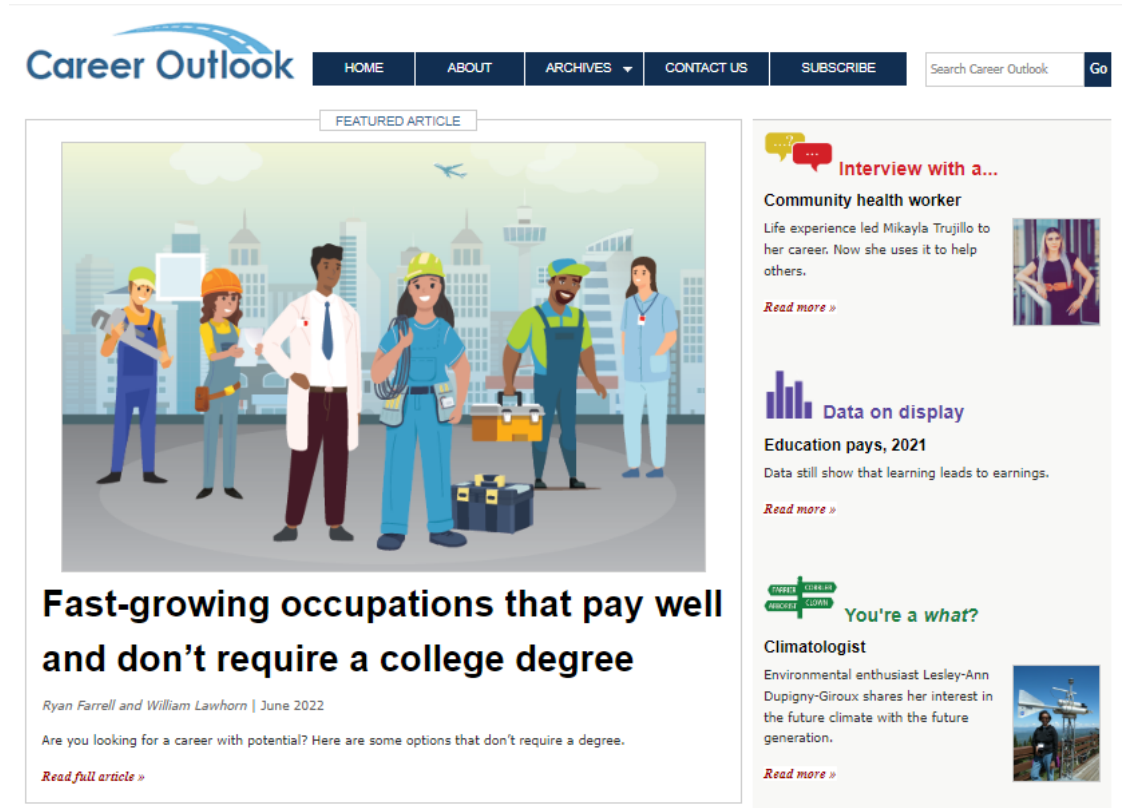 Career Outlook
HOME
ABOUT
ARCHIVES
CONTACT US
SUBSCRIBE
Search Career Outlook
Go
FEATURED ARTICLE
Fast-growing occupations that pay well
and don’t require a college degree
Ryan Farrell and William Lawhorn | June 2022
Are you looking for a career with potential? Here are some options that don’t require a degree.
Read full article »
...?
...
Interview with a...
Community health worker
Life experience led Mikayla Trujillo to
her career. Now she uses it to help
others.
Read more »
Data on display
Education pays, 2021
Data still show that learning leads to earnings.
Read more »
FARRIER
COBBLER
ARBORIST
CLOWN
You're a what?
Climatologist
Environmental enthusiast Lesley-Ann
Dupigny-Giroux shares her interest in
the future climate with the future
generation.
Read more »